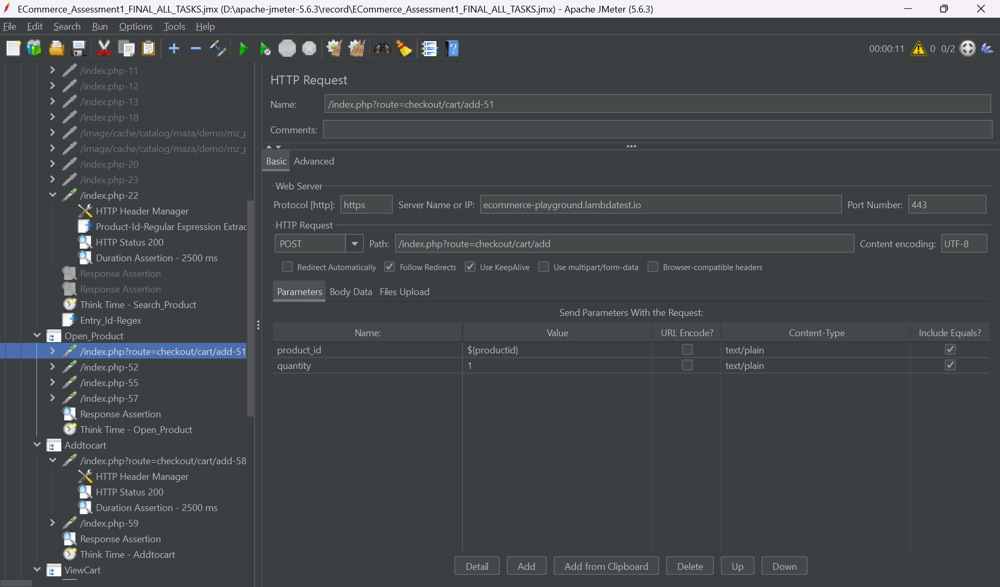 ECommerce_Assessment1_FINAL_ALL_TASKS.jmx (D:\apache-jmeter-5.6.3\record\ECommerce_Assessment1_FINAL_ALL_TASKS.jmx) - Apache JMeter (5.6.3)
File Edit Search Run Options Tools Help
STOP
00:00:11 0 0/2
/index.php-11
/index.php-12
/index.php-13
/index.php-18
/image/cache/catalog/maza/demo/mz_p
/image/cache/catalog/maza/demo/mz_p
/index.php-20
/index.php-23
/index.php-22
HTTP Header Manager
Product-Id-Regular Expression Extrac
HTTP Status 200
Duration Assertion - 2500 ms
Response Assertion
Response Assertion
Think Time - Search_Product
Entry_Id-Regex
Open_Product
/index.php?route=checkout/cart/add-51
/index.php-52
/index.php-55
/index.php-57
Response Assertion
Think Time - Open_Product
Addtocart
/index.php?route=checkout/cart/add-58
HTTP Header Manager
HTTP Status 200
Duration Assertion - 2500 ms
/index.php-59
Response Assertion
Think Time - Addtocart
ViewCart
HTTP Request
Name: /index.php?route=checkout/cart/add-51
Comments:
Basic Advanced
Web Server
Protocol [http]: https Server Name or IP: ecommerce-playground.lambdatest.io Port Number: 443
HTTP Request
POST Path: /index.php?route=checkout/cart/add Content encoding: UTF-8
Redirect Automatically Follow Redirects Use KeepAlive Use multipart/form-data Browser-compatible headers
Parameters Body Data Files Upload
Send Parameters With the Request:
Name: Value URL Encode? Content-Type Include Equals?
product_id ${productid} text/plain
quantity 1 text/plain
Detail Add Add from Clipboard Delete Up Down